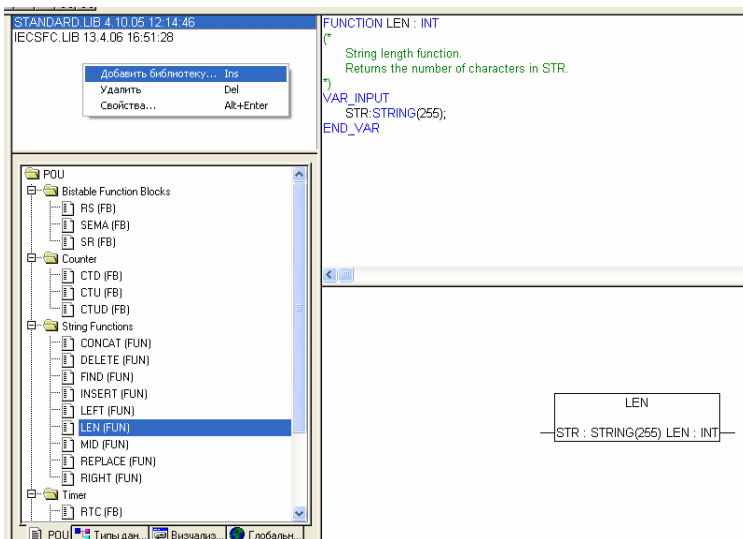 STANDARD.LIB 4.10.05 12:14:46
IECSFC.LIB 13.4.06 16:51:28
Добавить библиотеку... Ins
Удалить Del
Свойства... Alt+Enter
POU
Bistable Function Blocks
RS (FB)
SEMA (FB)
SR (FB)
Counter
CTD (FB)
CTU (FB)
CTUD (FB)
String Functions
CONCAT (FUN)
DELETE (FUN)
FIND (FUN)
INSERT (FUN)
LEFT (FUN)
LEN (FUN)
MID (FUN)
REPLACE (FUN)
RIGHT (FUN)
Timer
RTC (FB)
POU Типы дан... Визуализ... Глобальн...
FUNCTION LEN : INT
(*
String length function.
Returns the number of characters in STR.
*)
VAR_INPUT
STR:STRING(255);
END_VAR
LEN
STR : STRING(255) LEN : INT